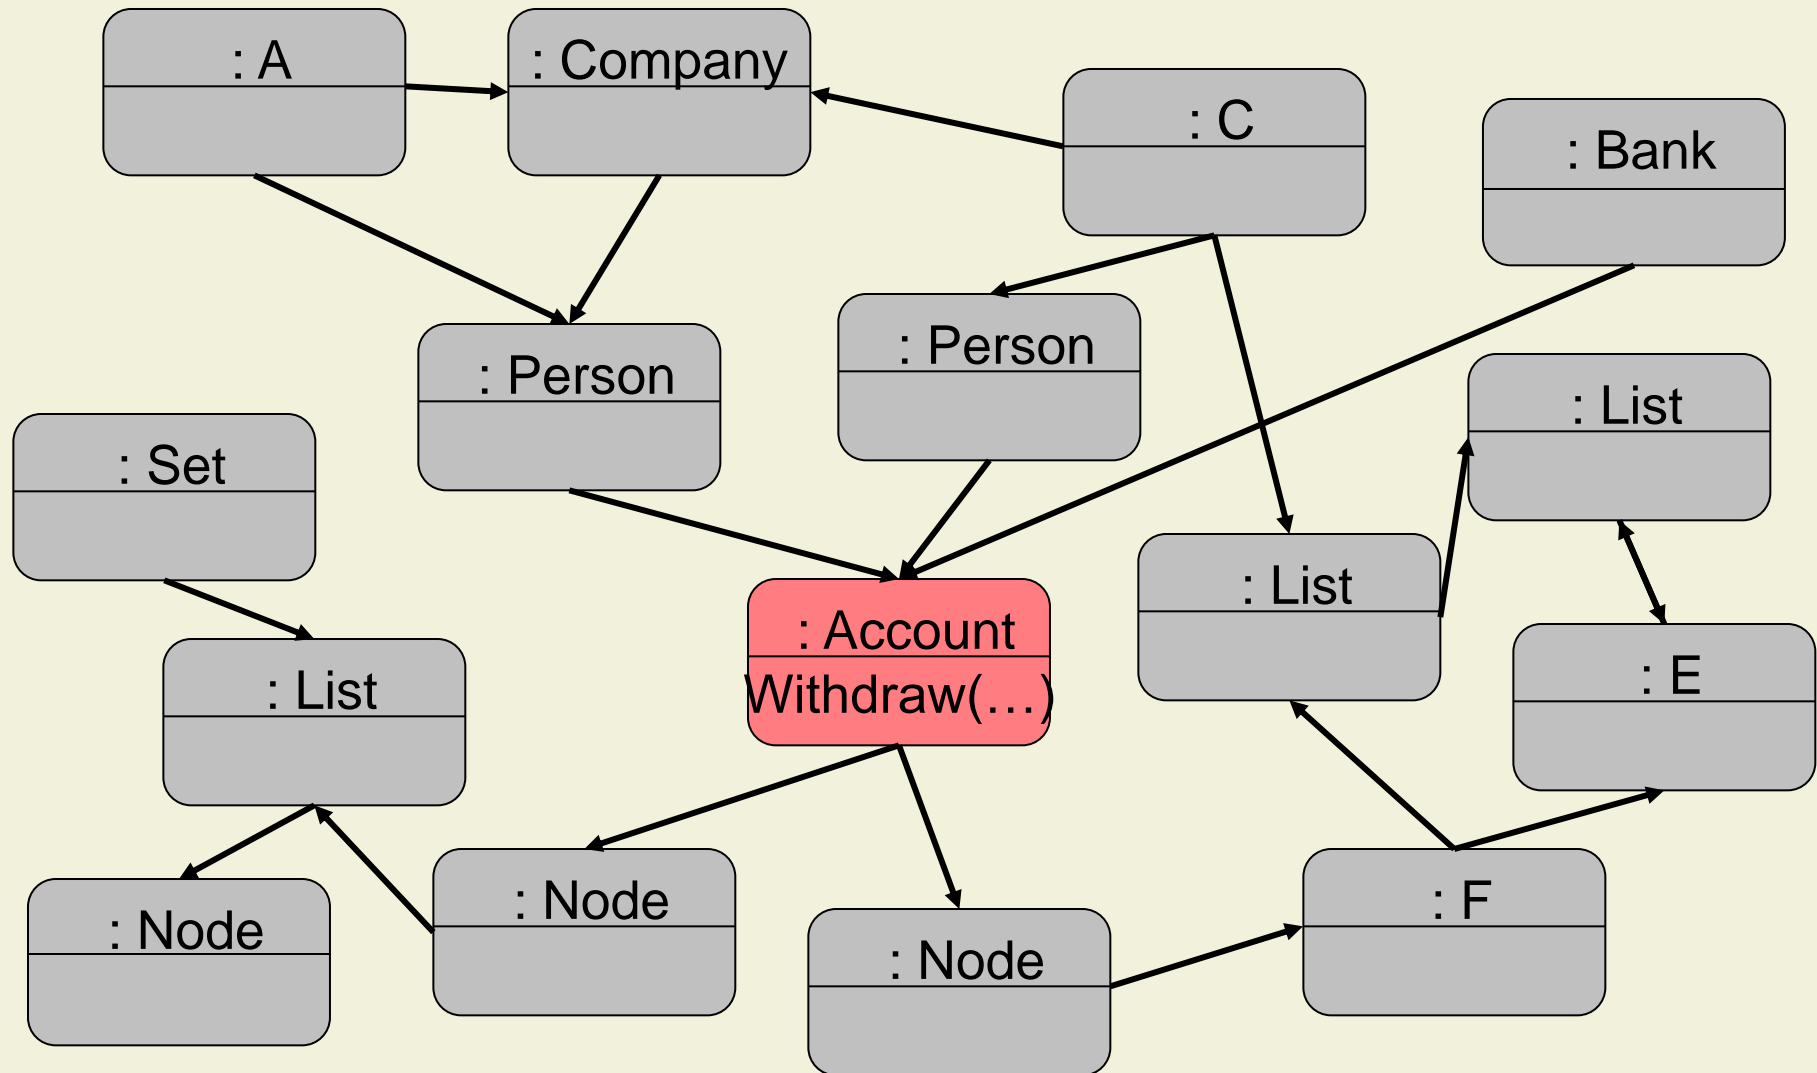 : A
: Company
: C
: Bank
: Person
: Person
: List
: Set
: List
: Account
Withdraw(…)
: List
: E
: Node
: Node
: Node
: F